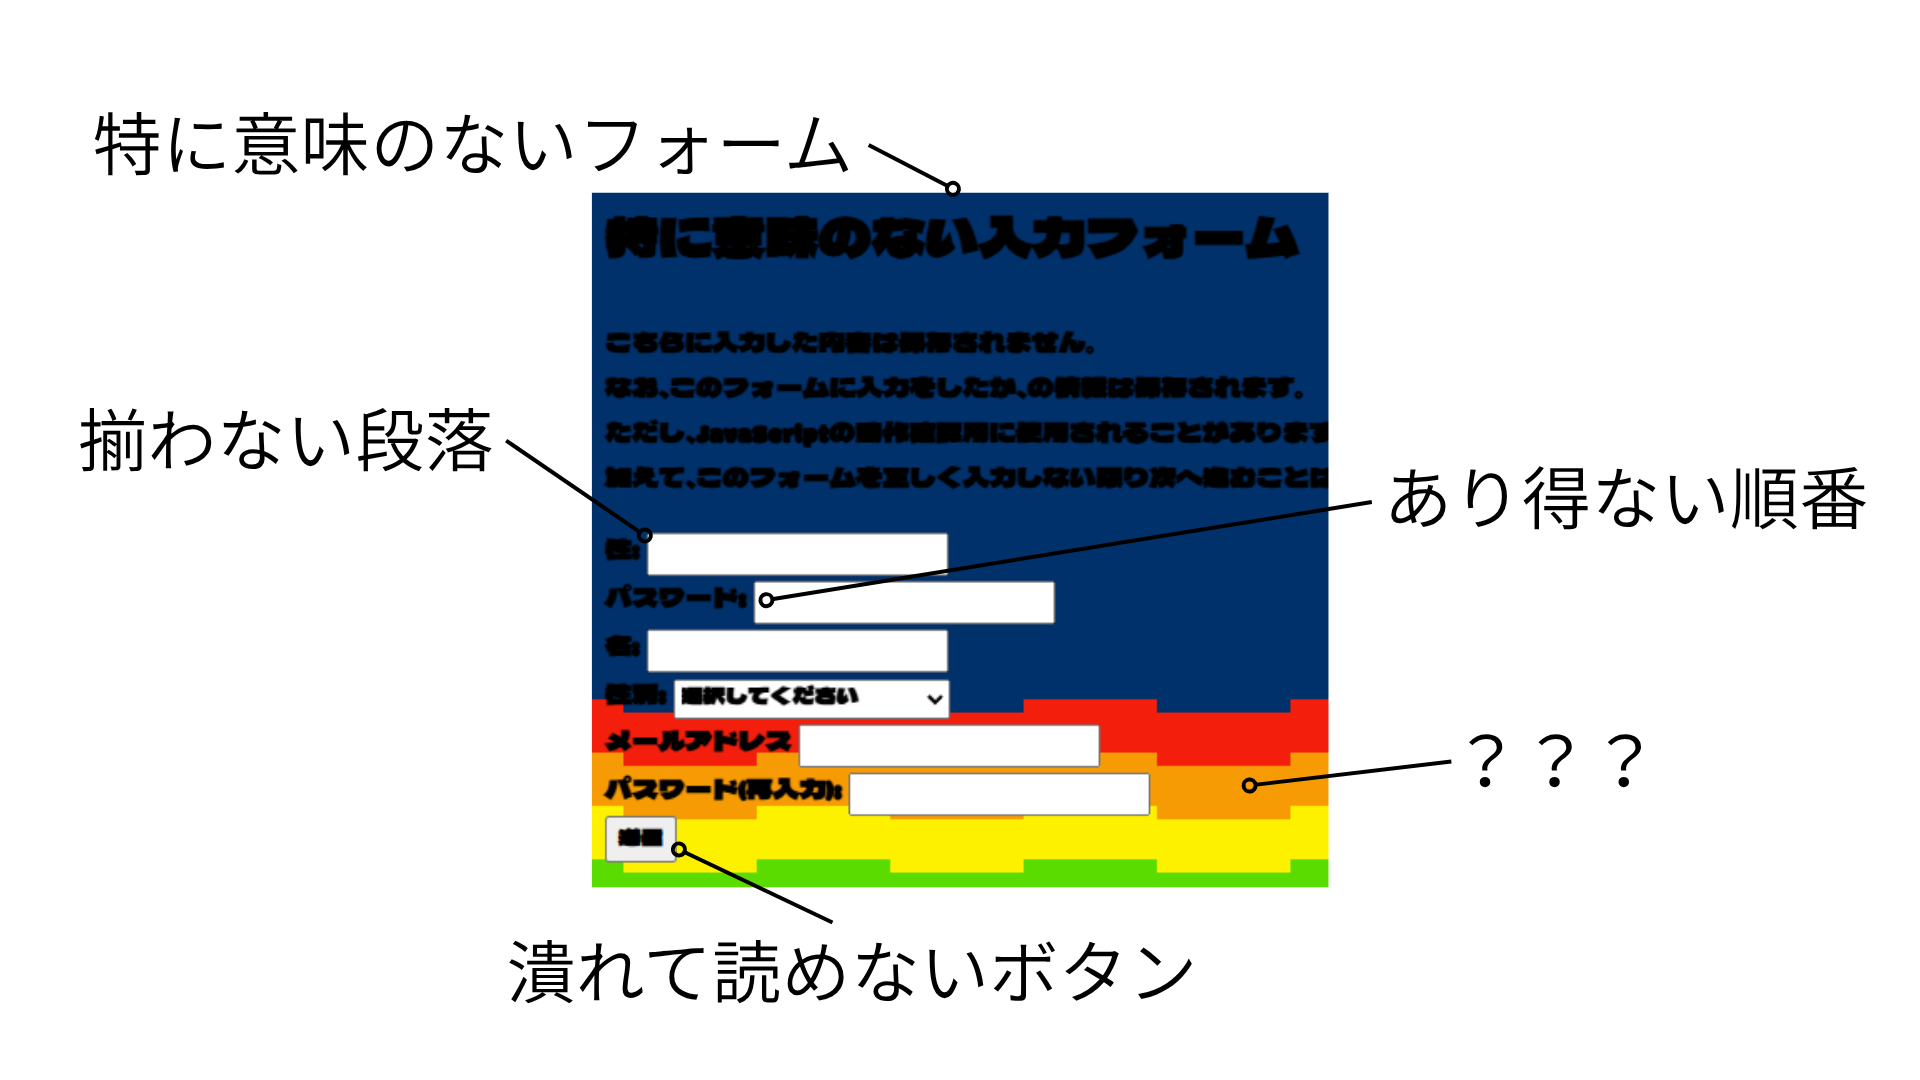 特に意味のないフォーム
特に意味のない入力フォーム
こちらに入力した内容は保存されません。
なお、このフォームに入力をしたか、の情報は保存されます。
ただし、JavaScriptの動作確認用に使用されることがあります
加えて、このフォームを正しく入力しない限り次へ進むことは
揃わない段落
あり得ない順番
姓:
パスワード:
名:
性別: 選択してください
メールアドレス
パスワード(再入力):
？？？
送信
潰れて読めないボタン